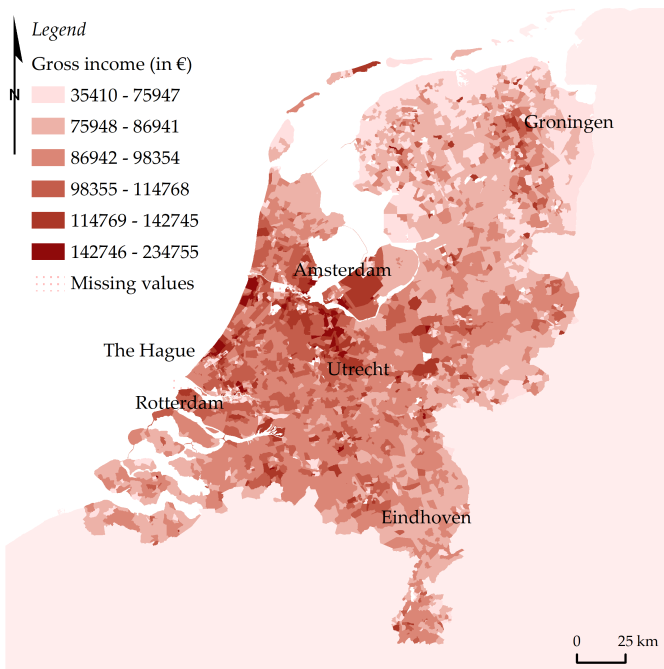 Legend
Gross income (in €)
N
35410 - 75947
75948 - 86941
86942 - 98354
98355 - 114768
114769 - 142745
142746 - 234755
Missing values
Groningen
Amsterdam
The Hague
Utrecht
Rotterdam
Eindhoven
0 25 km